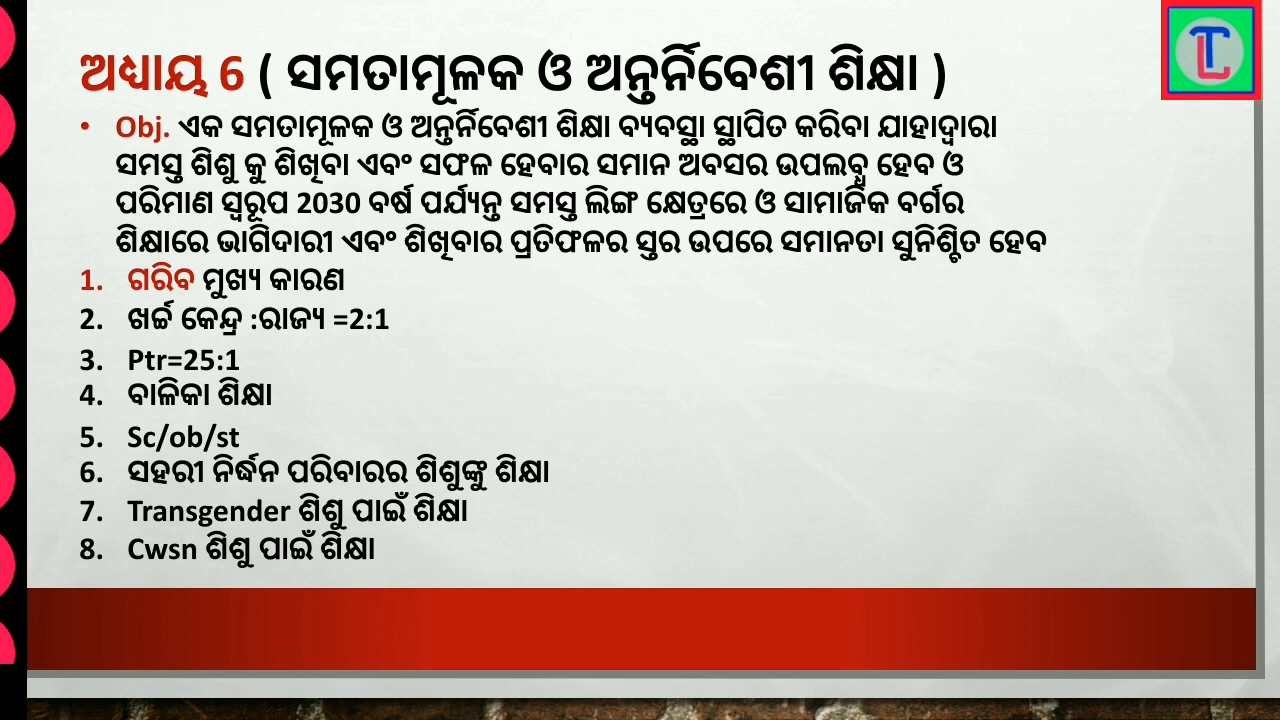 ଅଧ୍ୟାୟ 6 ( ସମତାମୂଳକ ଓ ଅନ୍ତର୍ନିବେଶୀ ଶିକ୍ଷା )
• Obj. ଏକ ସମତାମୂଳକ ଓ ଅନ୍ତର୍ନିବେଶୀ ଶିକ୍ଷା ବ୍ୟବସ୍ଥା ସ୍ଥାପିତ କରିବା ଯାହାଦ୍ୱାରା
ସମସ୍ତ ଶିଶୁ କୁ ଶିଖିବା ଏବଂ ସଫଳ ହେବାର ସମାନ ଅବସର ଉପଲବ୍ଧ ହେବ ଓ
ପରିମାଣ ସ୍ୱରୂପ 2030 ବର୍ଷ ପର୍ଯ୍ୟନ୍ତ ସମସ୍ତ ଲିଙ୍ଗ କ୍ଷେତ୍ରରେ ଓ ସାମାଜିକ ବର୍ଗର
ଶିକ୍ଷାରେ ଭାଗିଦାରୀ ଏବଂ ଶିଖିବାର ପ୍ରତିଫଳର ସ୍ତର ଉପରେ ସମାନତା ସୁନିଶ୍ଚିତ ହେବ
1. ଗରିବ ମୁଖ୍ୟ କାରଣ
2. ଖର୍ଚ୍ଚ କେନ୍ଦ୍ର :ରାଜ୍ୟ =2:1
3. Ptr=25:1
4. ବାଳିକା ଶିକ୍ଷା
5. Sc/ob/st
6. ସହରୀ ନିର୍ଦ୍ଧନ ପରିବାରର ଶିଶୁଙ୍କୁ ଶିକ୍ଷା
7. Transgender ଶିଶୁ ପାଇଁ ଶିକ୍ଷା
8. Cwsn ଶିଶୁ ପାଇଁ ଶିକ୍ଷା